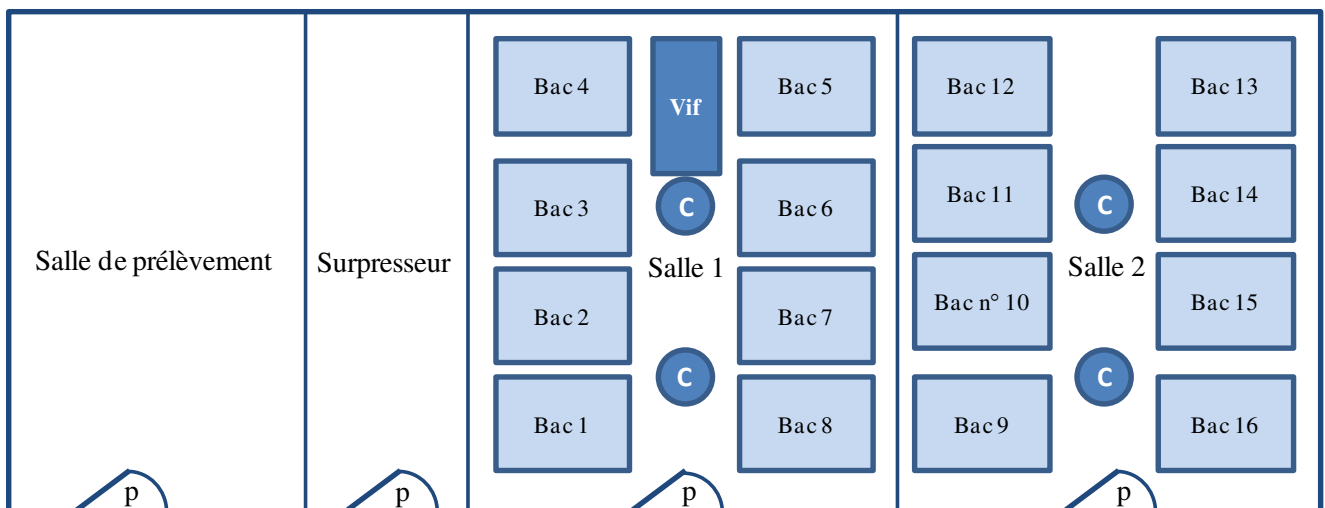 Salle de prélèvement
Surpresseur
Bac 4
Vif
Bac 5
Bac 3
C
Bac 6
Salle 1
Bac 2
Bac 7
C
Bac 1
Bac 8
Bac 12
Bac 13
Bac 11
C
Bac 14
Salle 2
Bac n° 10
Bac 15
C
Bac 9
Bac 16
p
p
p
p